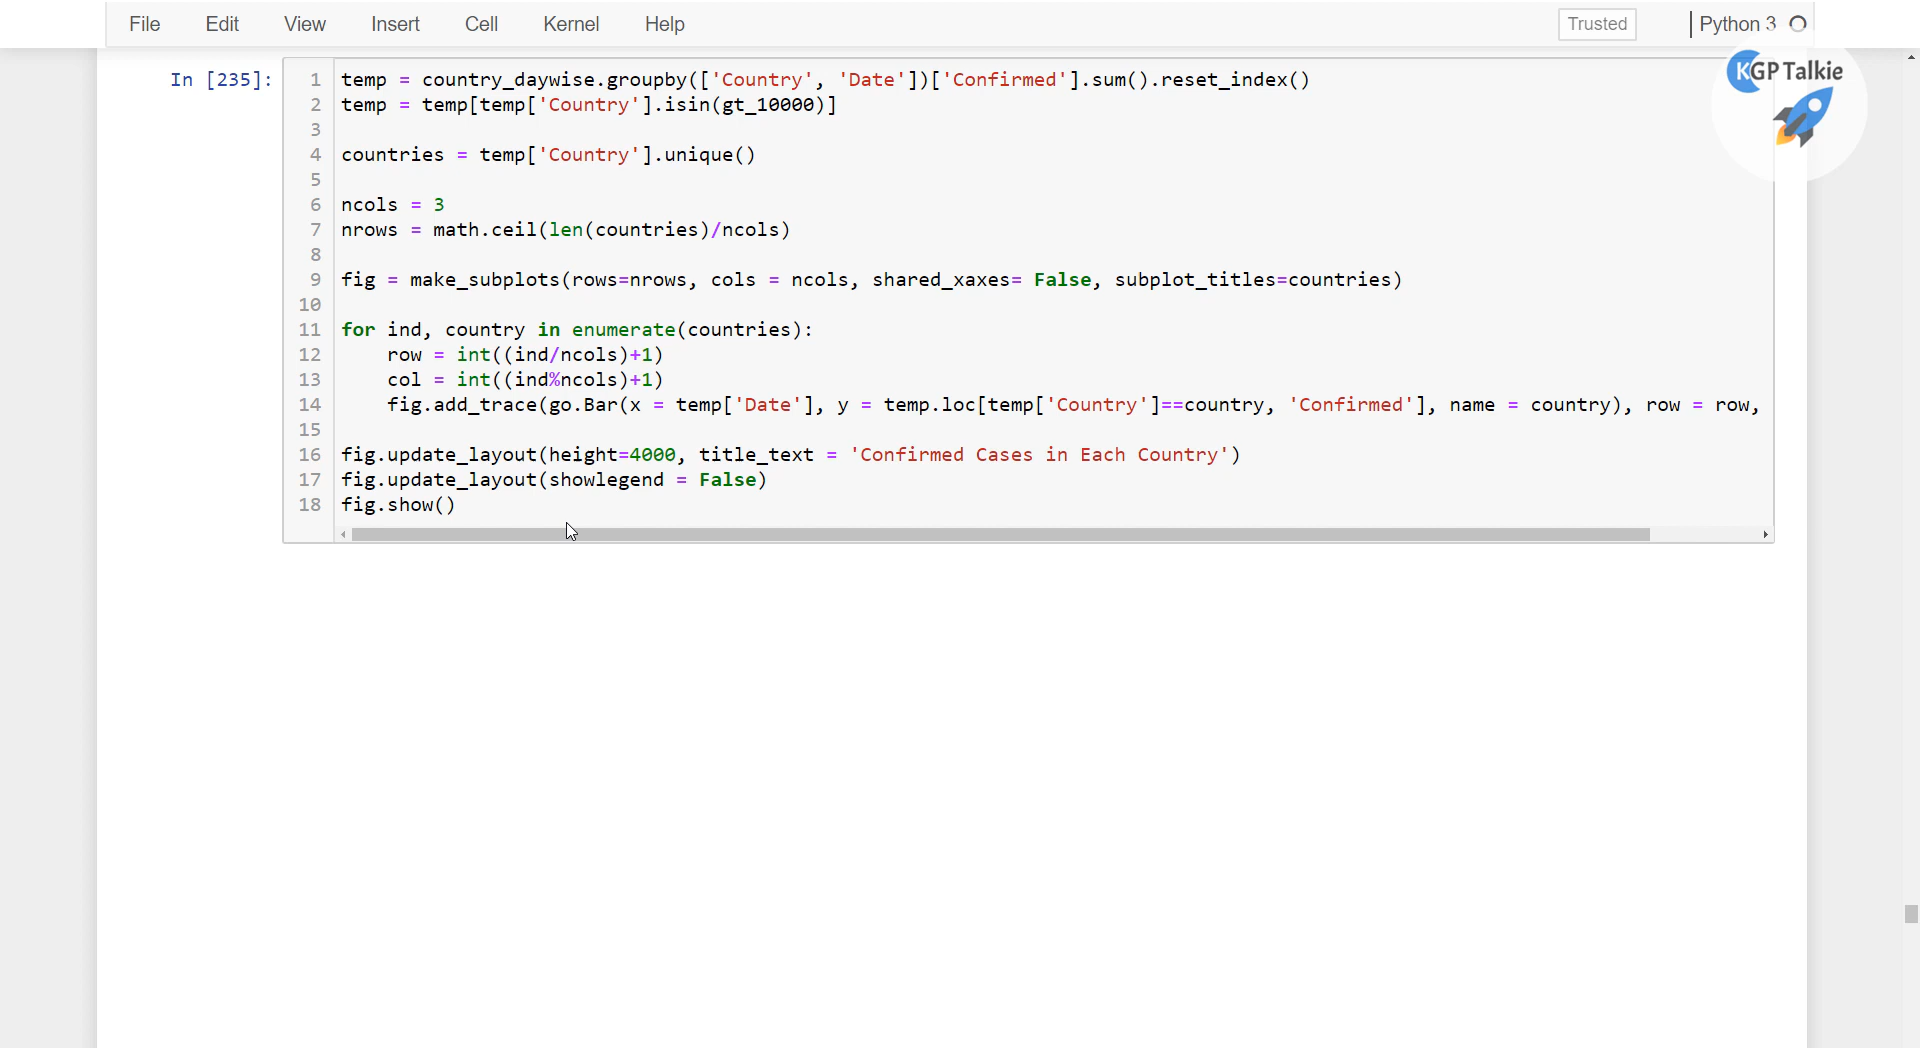 File Edit View Insert Cell Kernel Help Trusted Python 3
KGP Talkie
In [235]:
1 temp = country_daywise.groupby(['Country', 'Date'])['Confirmed'].sum().reset_index()
2 temp = temp[temp['Country'].isin(gt_10000)]
3
4 countries = temp['Country'].unique()
5
6 ncols = 3
7 nrows = math.ceil(len(countries)/ncols)
8
9 fig = make_subplots(rows=nrows, cols = ncols, shared_xaxes= False, subplot_titles=countries)
10
11 for ind, country in enumerate(countries):
12     row = int((ind/ncols)+1)
13     col = int((ind%ncols)+1)
14     fig.add_trace(go.Bar(x = temp['Date'], y = temp.loc[temp['Country']==country, 'Confirmed'], name = country), row = row,
15
16 fig.update_layout(height=4000, title_text = 'Confirmed Cases in Each Country')
17 fig.update_layout(showlegend = False)
18 fig.show()